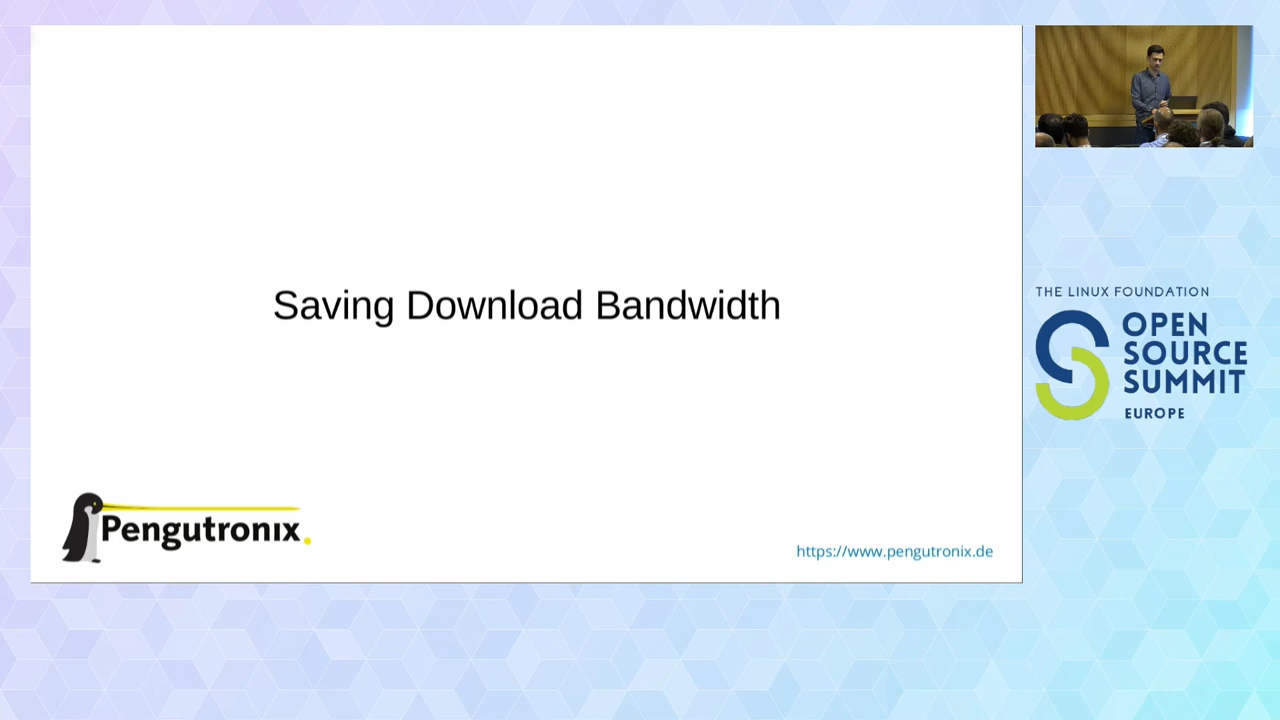 Saving Download Bandwidth
Pengutronix.
https://www.pengutronix.de
THE LINUX FOUNDATION
OPEN
SOURCE
SUMMIT
EUROPE